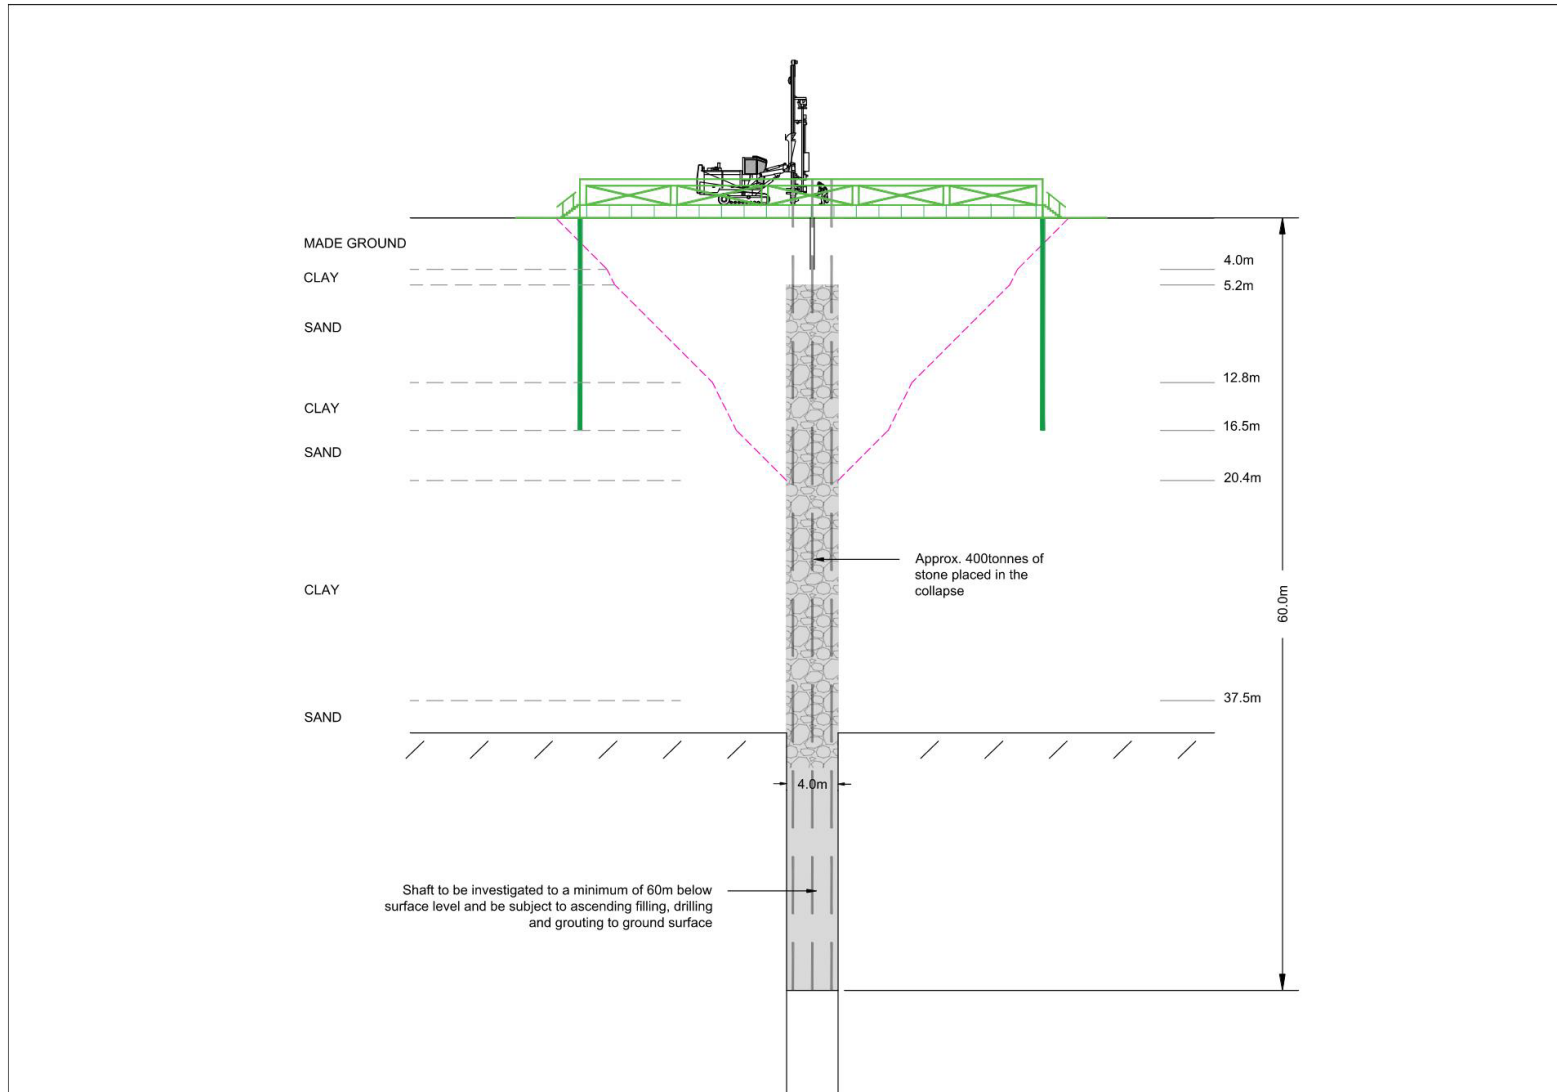 MADE GROUND
4.0m
CLAY
5.2m
SAND
12.8m
CLAY
16.5m
SAND
20.4m
Approx. 400tonnes of
stone placed in the
collapse
CLAY
60.0m
37.5m
SAND
4.0m
Shaft to be investigated to a minimum of 60m below
surface level and be subject to ascending filling, drilling
and grouting to ground surface